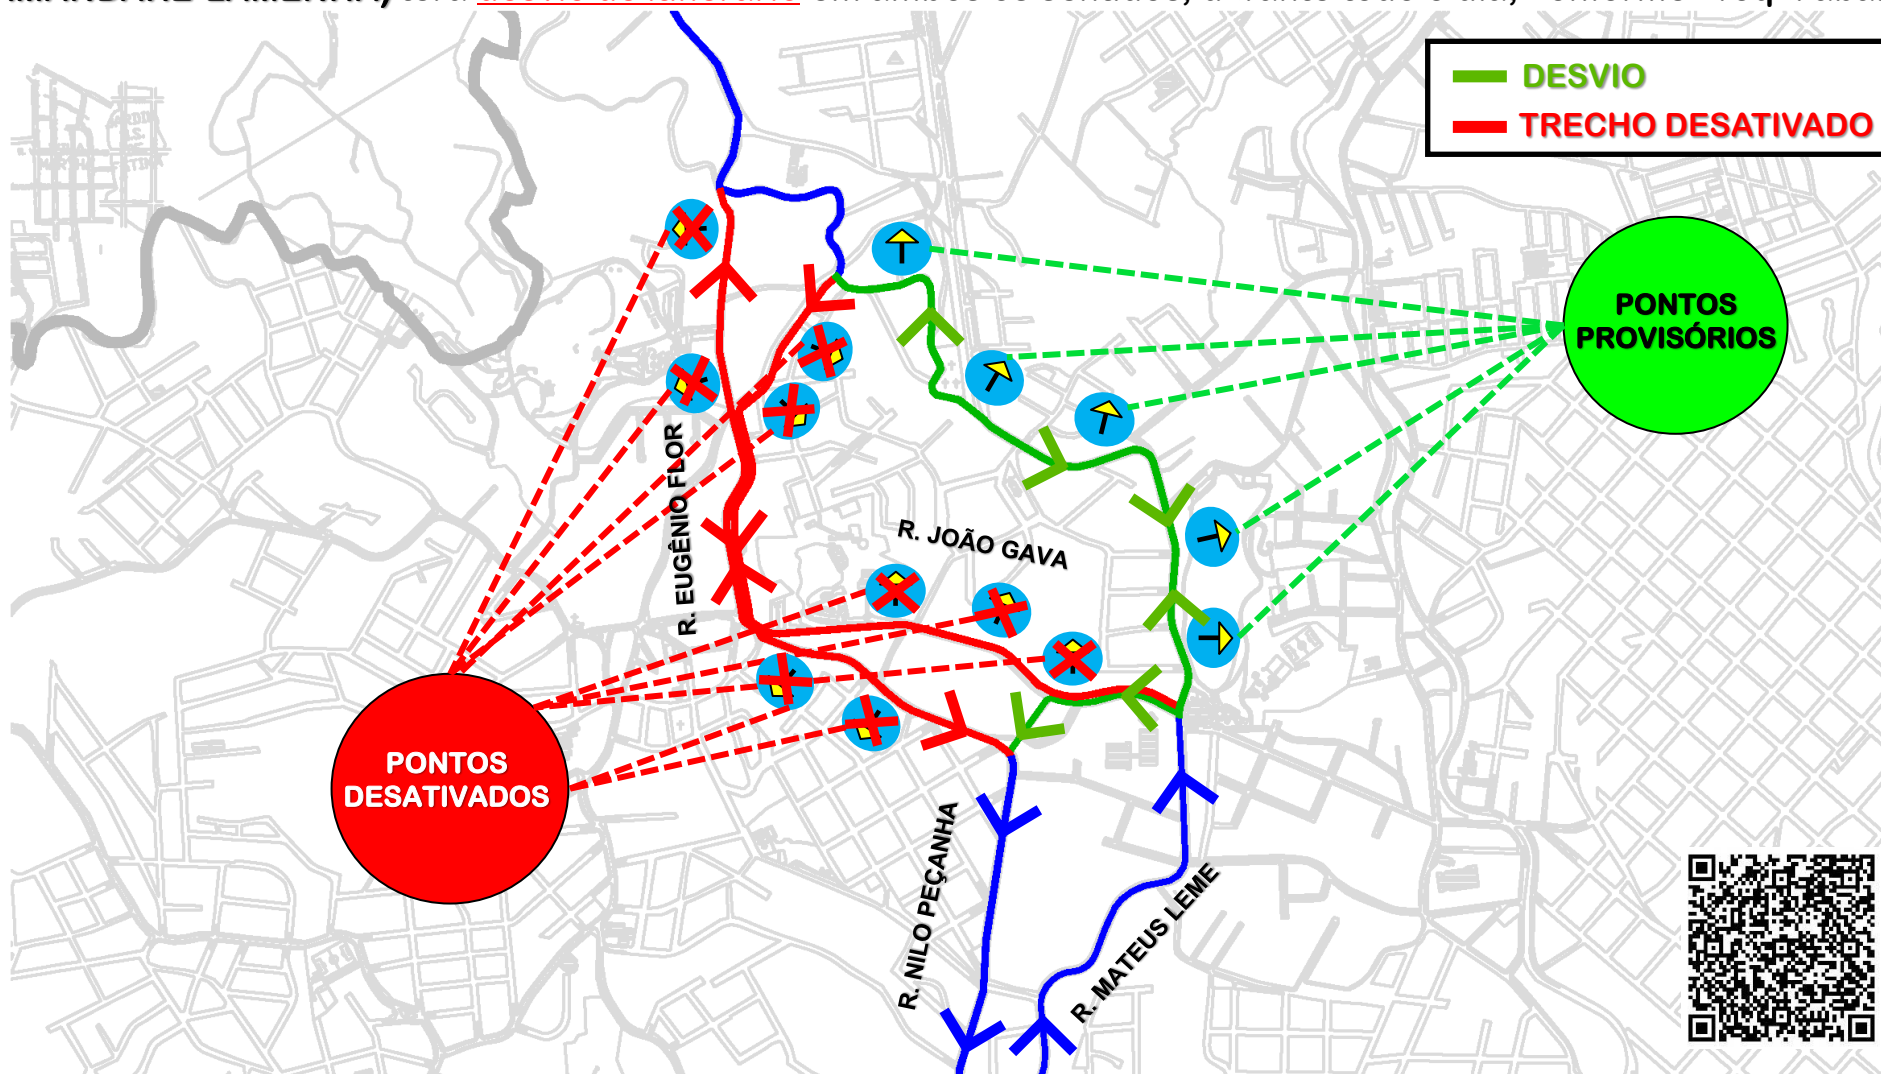 DESVIO
TRECHO DESATIVADO
PONTOS
PROVISÓRIOS
R. EUGÊNIO FLOR
R. JOÃO GAVA
PONTOS
DESATIVADOS
R. NILO PEÇANHA
R. MATEUS LEME